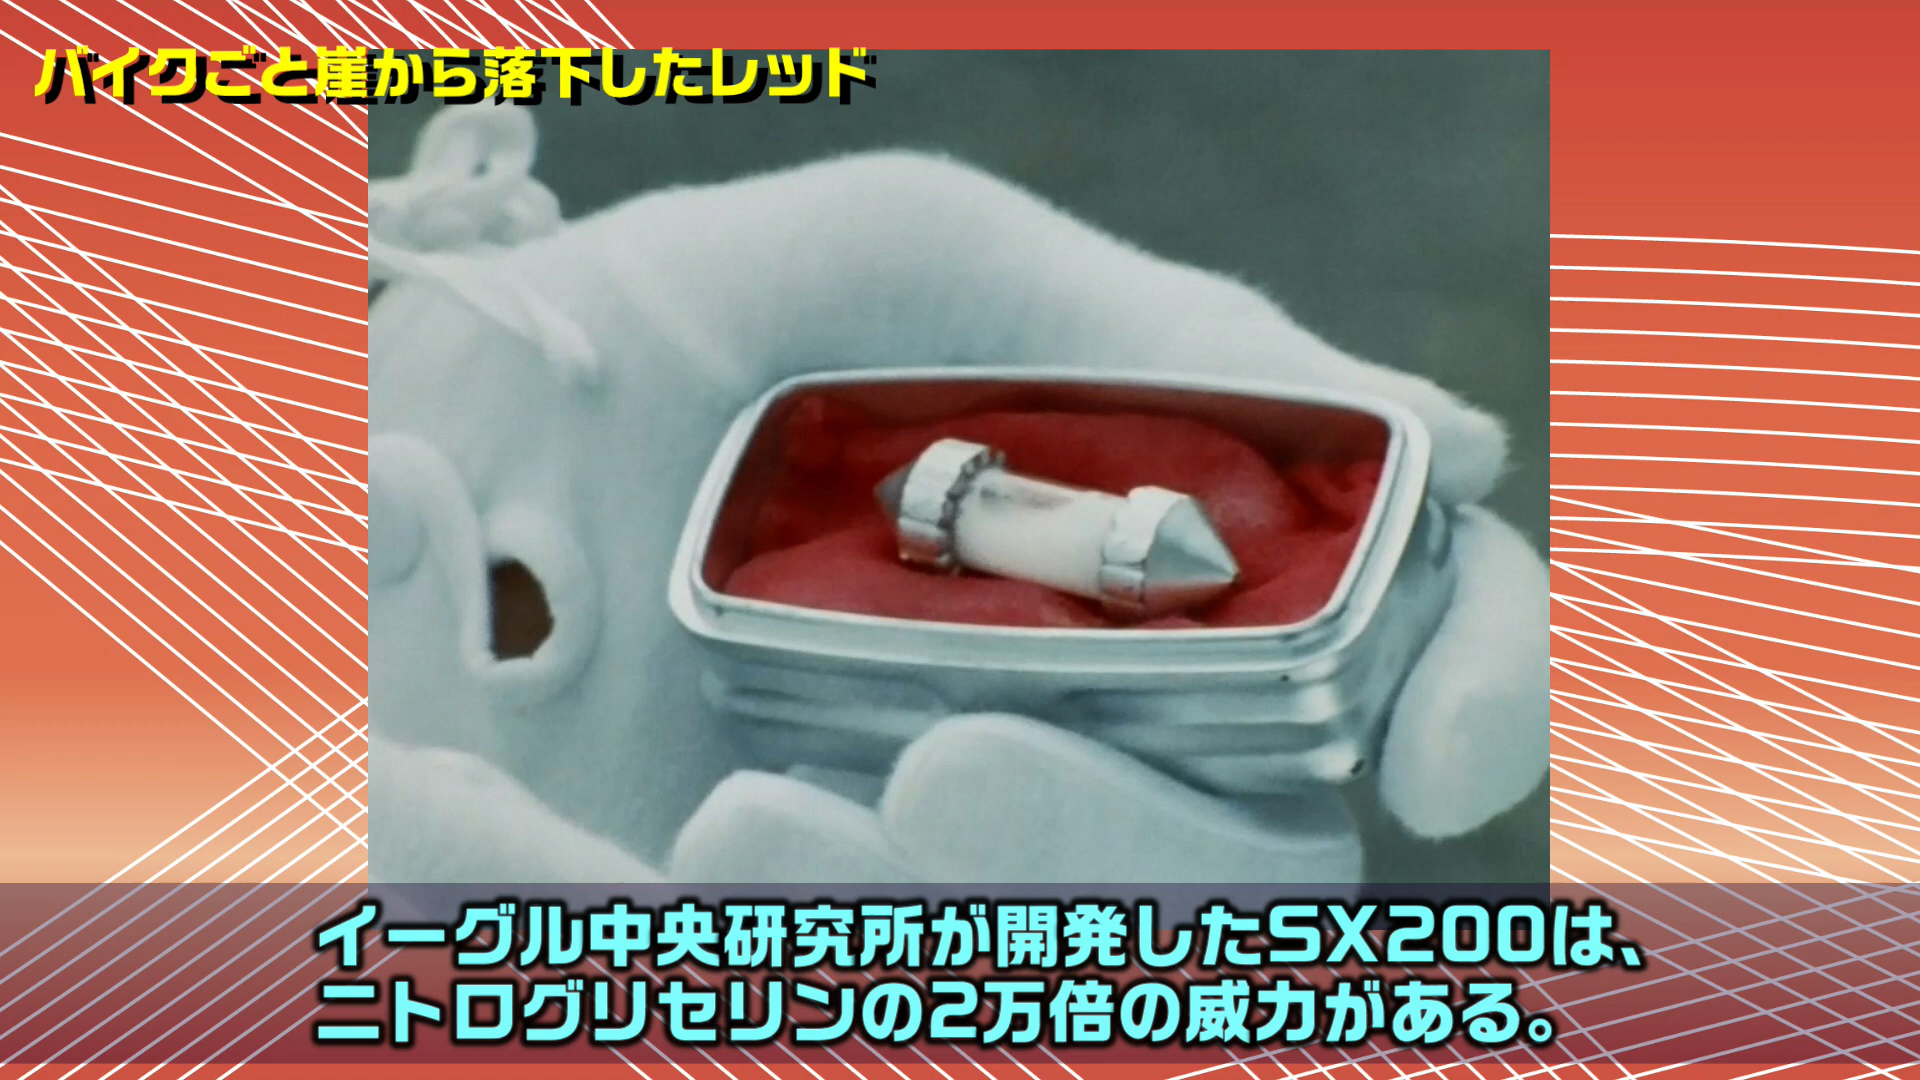 バイクごと崖から落下したレッド
イーグル中央研究所が開発したSX200は、
ニトログリセリンの2万倍の威力がある。